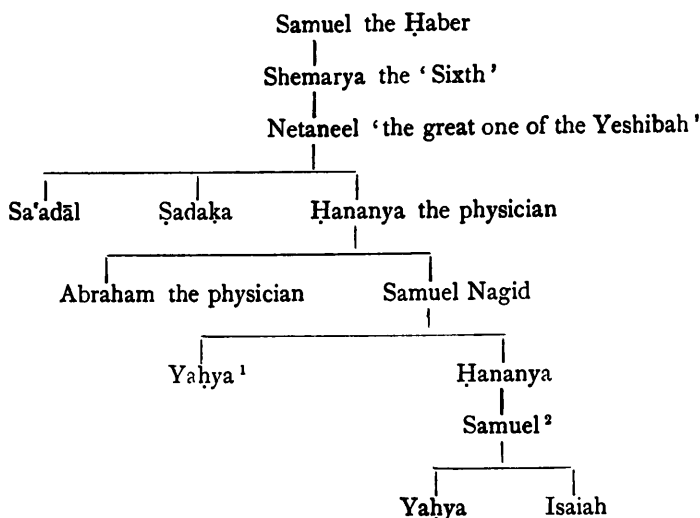 Samuel the Ḥaber
Shemarya the ‘Sixth’
Netaneel ‘the great one of the Yeshibah’
Sa‘adāl Ṣadaḳa Ḥananya the physician
Abraham the physician Samuel Nagid
Yaḥya ¹ Ḥananya
Samuel ²
Yaḥya Isaiah